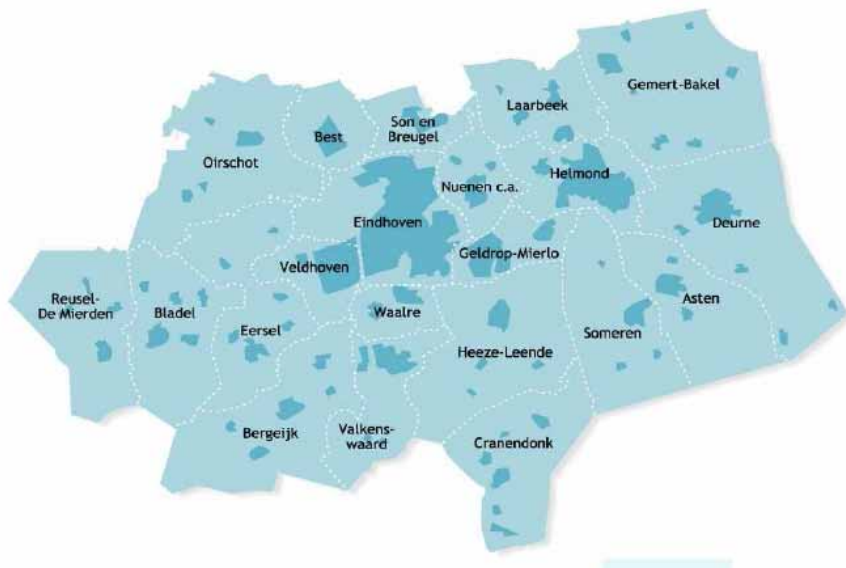 Gemert-Bakel
Laarbeek
Son en
Breugel
Best
Oirschot
Helmond
Nuenen c.a.
Eindhoven
Deurne
Geldrop-Mierlo
Veldhoven
Reusel-
De Mierden
Bladel
Waalre
Asten
Eersel
Someren
Heeze-Leende
Bergeijk
Valkens-
waard
Cranendonk